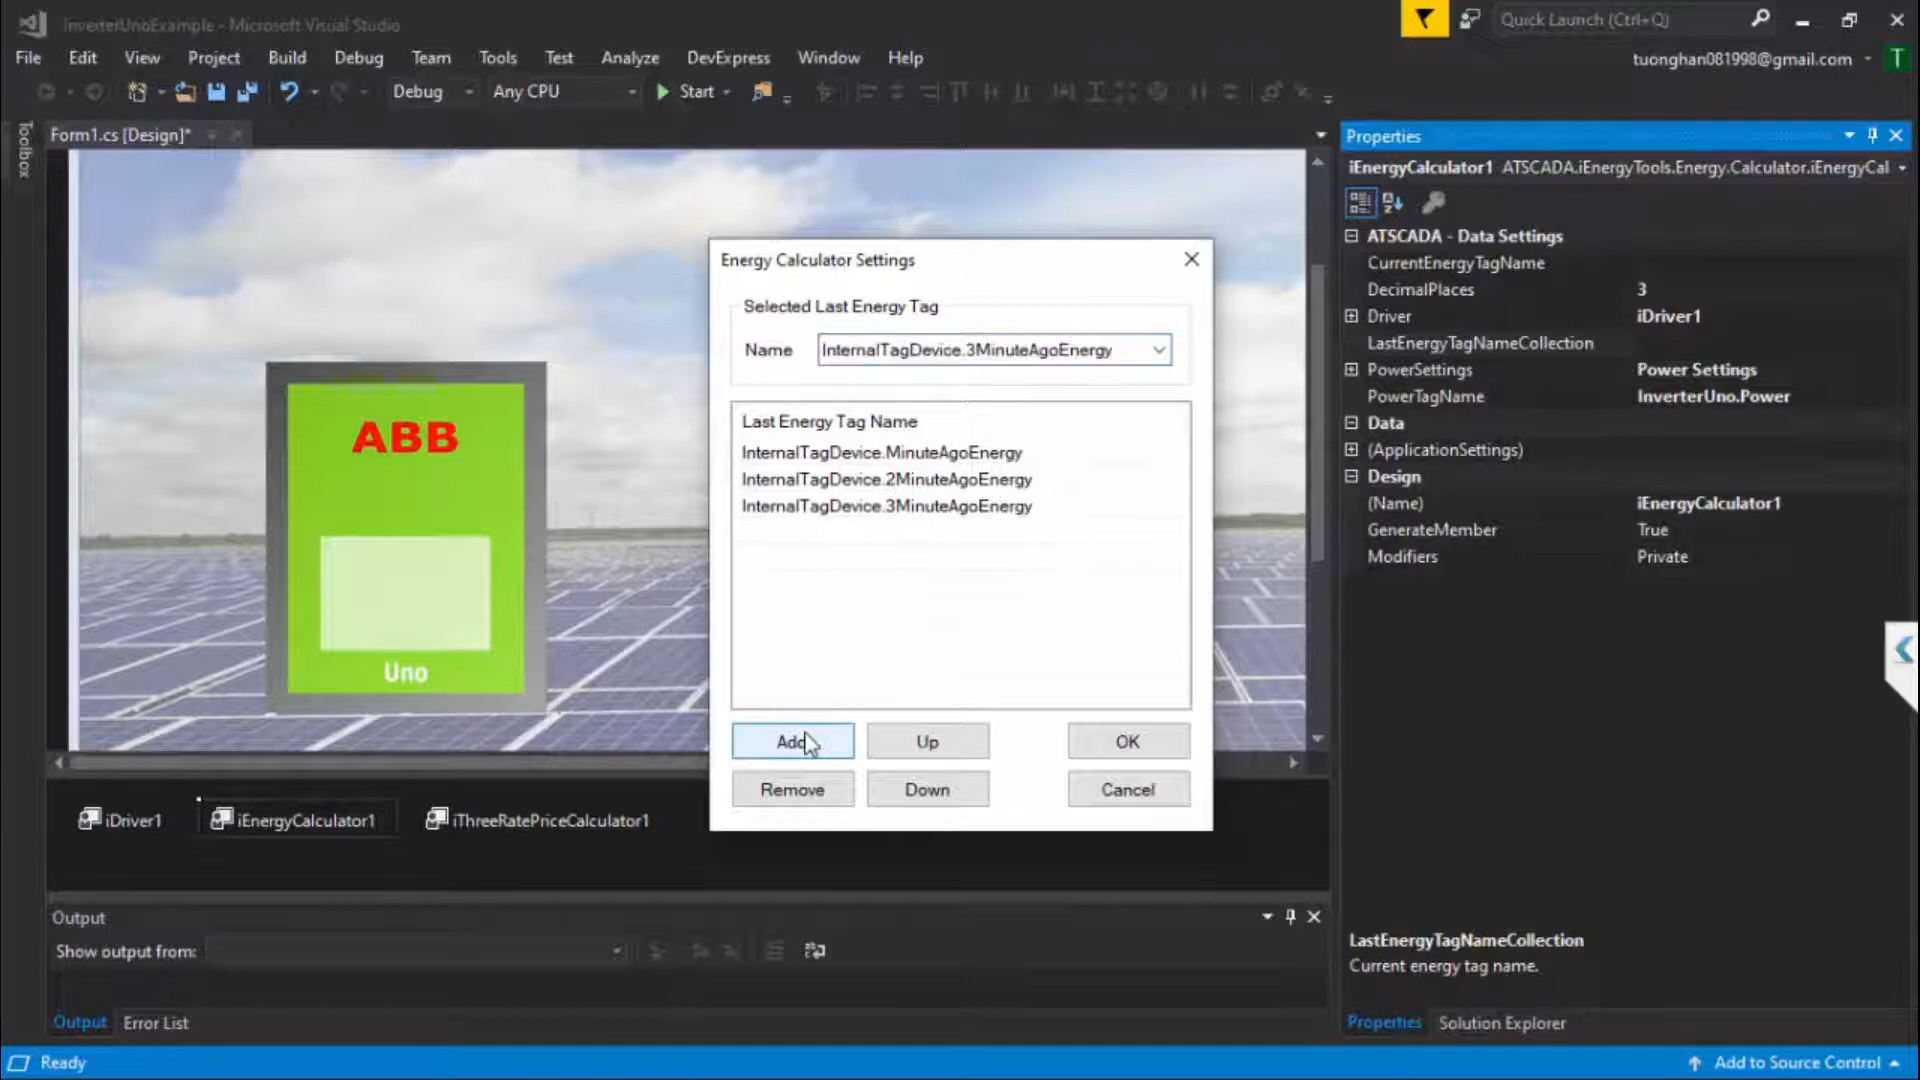 InverterUnoExample - Microsoft Visual Studio
Quick Launch (Ctrl+Q)
File Edit View Project Build Debug Team Tools Test Analyze DevExpress Window Help
tuonghan081998@gmail.com T
Debug Any CPU Start
Toolbox
Form1.cs [Design]*
Properties
iEnergyCalculator1 ATSCADA.iEnergyTools.Energy.Calculator.iEnergyCal
ATSCADA - Data Settings
CurrentEnergyTagName
DecimalPlaces 3
Driver iDriver1
LastEnergyTagNameCollection
PowerSettings Power Settings
PowerTagName InverterUno.Power
Data
(ApplicationSettings)
Design
(Name) iEnergyCalculator1
GenerateMember True
Modifiers Private
ABB
Uno
Energy Calculator Settings
Selected Last Energy Tag
Name InternalTagDevice.3MinuteAgoEnergy
Last Energy Tag Name
InternalTagDevice.MinuteAgoEnergy
InternalTagDevice.2MinuteAgoEnergy
InternalTagDevice.3MinuteAgoEnergy
Add Up OK
Remove Down Cancel
iDriver1 iEnergyCalculator1 iThreeRatePriceCalculator1
Output
Show output from:
LastEnergyTagNameCollection
Current energy tag name.
Output Error List
Properties Solution Explorer
Ready
Add to Source Control